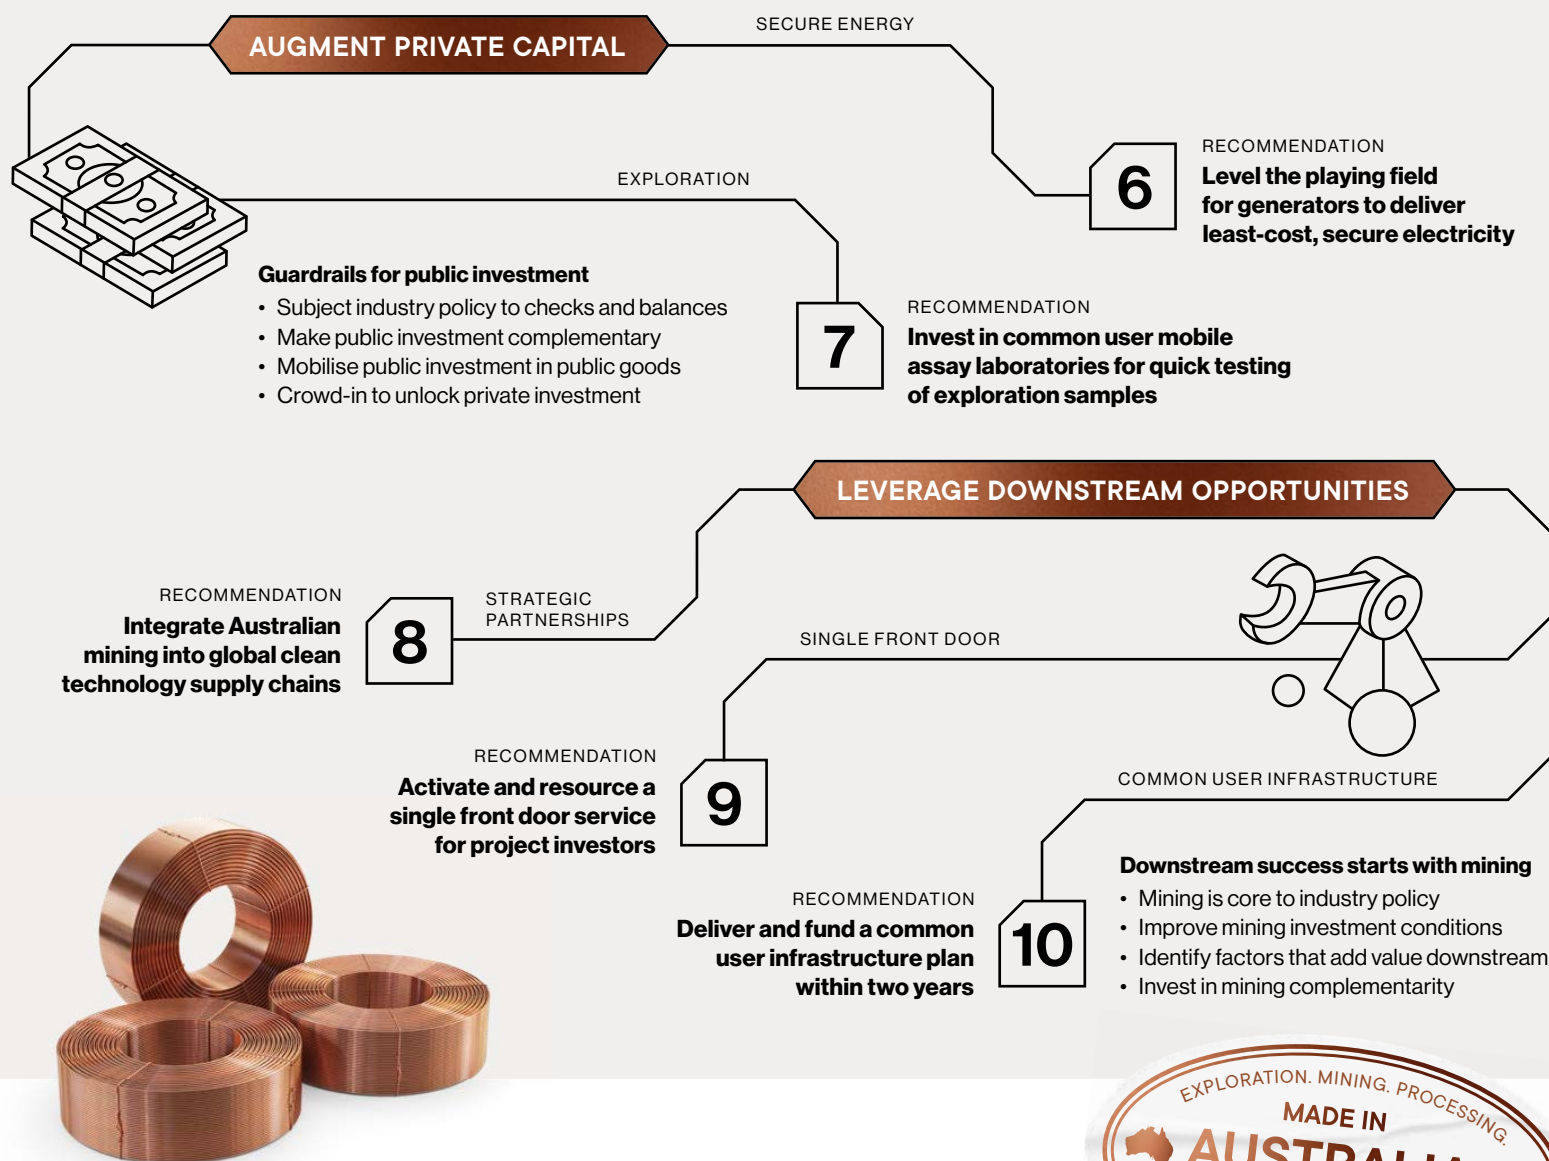 AUGMENT PRIVATE CAPITAL
SECURE ENERGY
6
RECOMMENDATION
Level the playing field
for generators to deliver
least-cost, secure electricity
EXPLORATION
Guardrails for public investment
• Subject industry policy to checks and balances
• Make public investment complementary
• Mobilise public investment in public goods
• Crowd-in to unlock private investment
7
RECOMMENDATION
Invest in common user mobile
assay laboratories for quick testing
of exploration samples
LEVERAGE DOWNSTREAM OPPORTUNITIES
RECOMMENDATION
Integrate Australian
mining into global clean
technology supply chains
8
STRATEGIC
PARTNERSHIPS
SINGLE FRONT DOOR
RECOMMENDATION
Activate and resource a
single front door service
for project investors
9
COMMON USER INFRASTRUCTURE
RECOMMENDATION
Deliver and fund a common
user infrastructure plan
within two years
10
Downstream success starts with mining
• Mining is core to industry policy
• Improve mining investment conditions
• Identify factors that add value downstream
• Invest in mining complementarity
EXPLORATION. MINING. PROCESSING.
MADE IN
AUSTRALIA